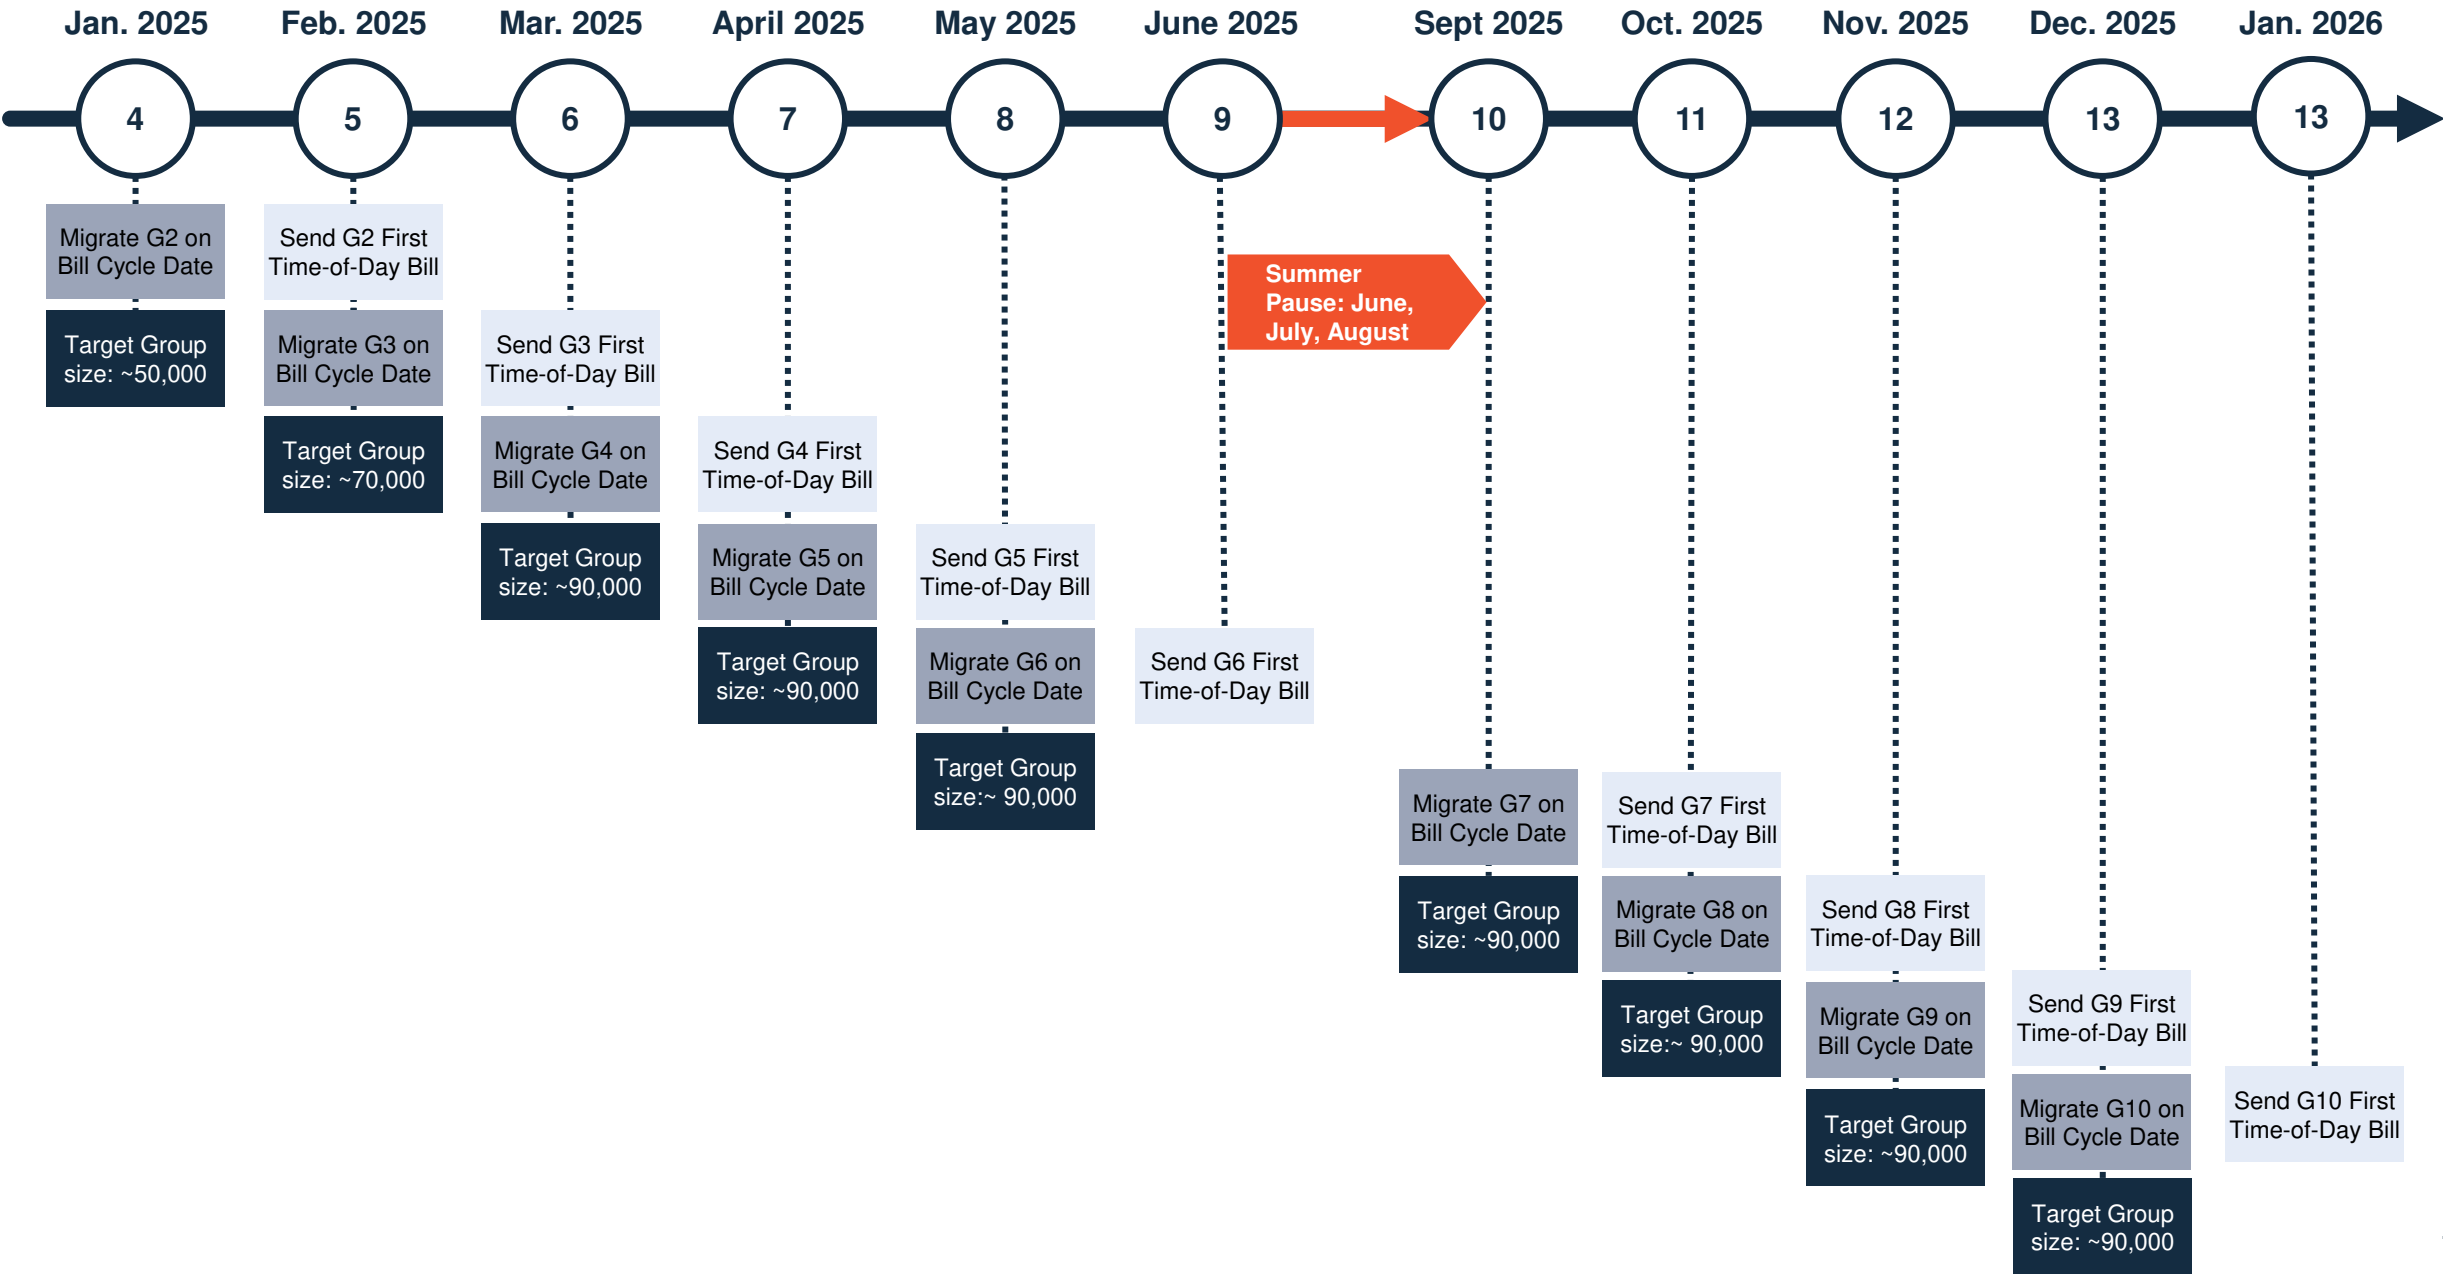 Jan. 2025
Feb. 2025
Mar. 2025
April 2025
May 2025
June 2025
Sept 2025
Oct. 2025
Nov. 2025
Dec. 2025
Jan. 2026
4
5
6
7
8
9
10
11
12
13
13
Migrate G2 on
Bill Cycle Date
Target Group
size: ~50,000
Send G2 First
Time-of-Day Bill
Migrate G3 on
Bill Cycle Date
Target Group
size: ~70,000
Send G3 First
Time-of-Day Bill
Migrate G4 on
Bill Cycle Date
Target Group
size: ~90,000
Send G4 First
Time-of-Day Bill
Migrate G5 on
Bill Cycle Date
Target Group
size: ~90,000
Send G5 First
Time-of-Day Bill
Migrate G6 on
Bill Cycle Date
Target Group
size:~ 90,000
Send G6 First
Time-of-Day Bill
Summer
Pause: June,
July, August
Migrate G7 on
Bill Cycle Date
Target Group
size: ~90,000
Send G7 First
Time-of-Day Bill
Migrate G8 on
Bill Cycle Date
Target Group
size:~ 90,000
Send G8 First
Time-of-Day Bill
Migrate G9 on
Bill Cycle Date
Target Group
size: ~90,000
Send G9 First
Time-of-Day Bill
Migrate G10 on
Bill Cycle Date
Target Group
size: ~90,000
Send G10 First
Time-of-Day Bill